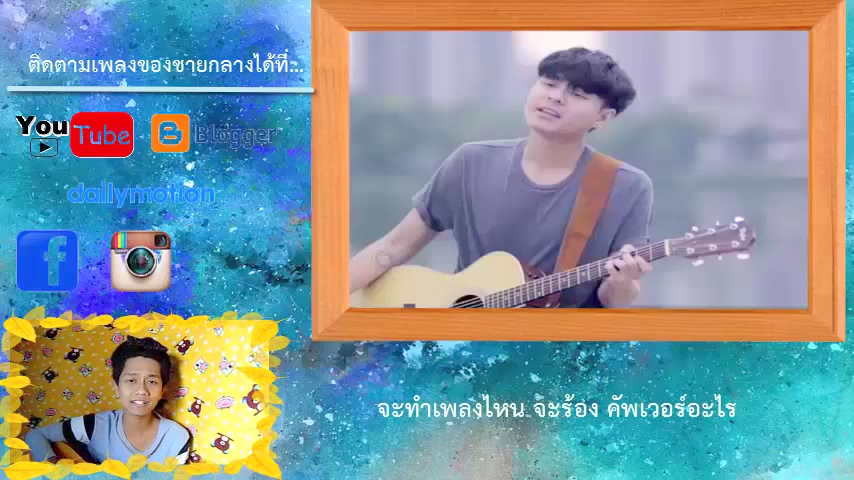 ติดตามเพลงของชายกลางได้ที่...
YouTube
Blogger
dailymotion
จะทำเพลงไหน จะร้อง คัพเวอร์อะไร